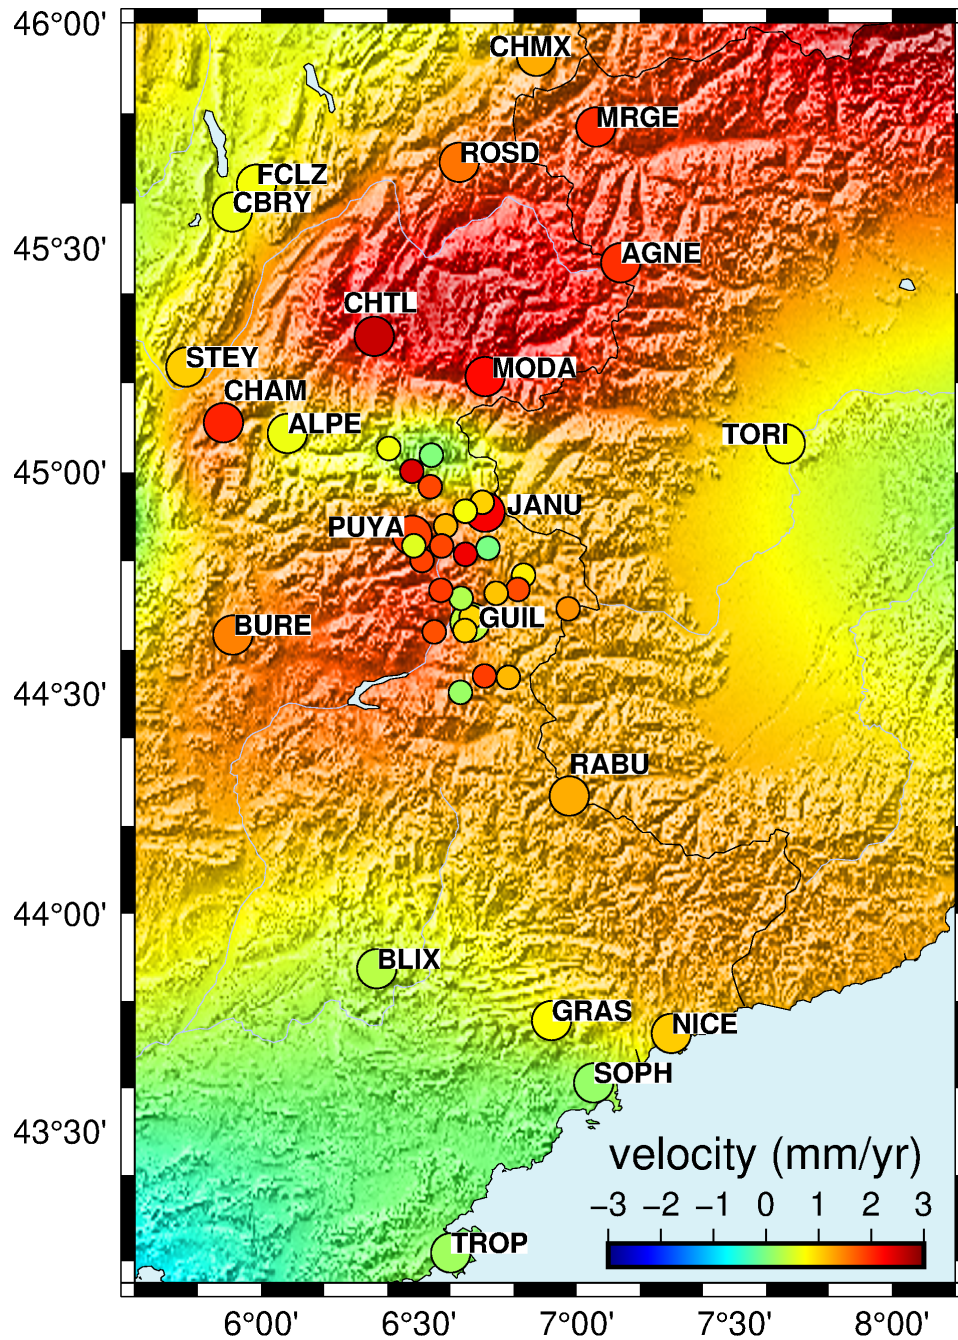 46°00'
CHMX
MRGE
ROSD
FCLZ
CBRY
45°30'
AGNE
CHTL
STEY
MODA
CHAM
ALPE
TORI
45°00'
JANU
PUYA
GUIL
BURE
44°30'
RABU
44°00'
BLIX
GRAS
NICE
SOPH
43°30'
velocity (mm/yr)
−3 −2 −1 0 1 2 3
TROP
6°00' 6°30' 7°00' 7°30' 8°00'